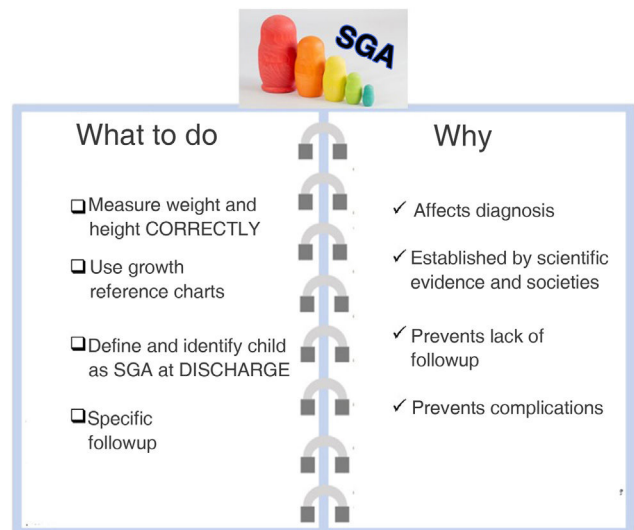 SGA
What to do
Measure weight and
height CORRECTLY
Use growth
reference charts
Define and identify child
as SGA at DISCHARGE
Specific
followup
Why
Affects diagnosis
Established by scientific
evidence and societies
Prevents lack of
followup
Prevents complications